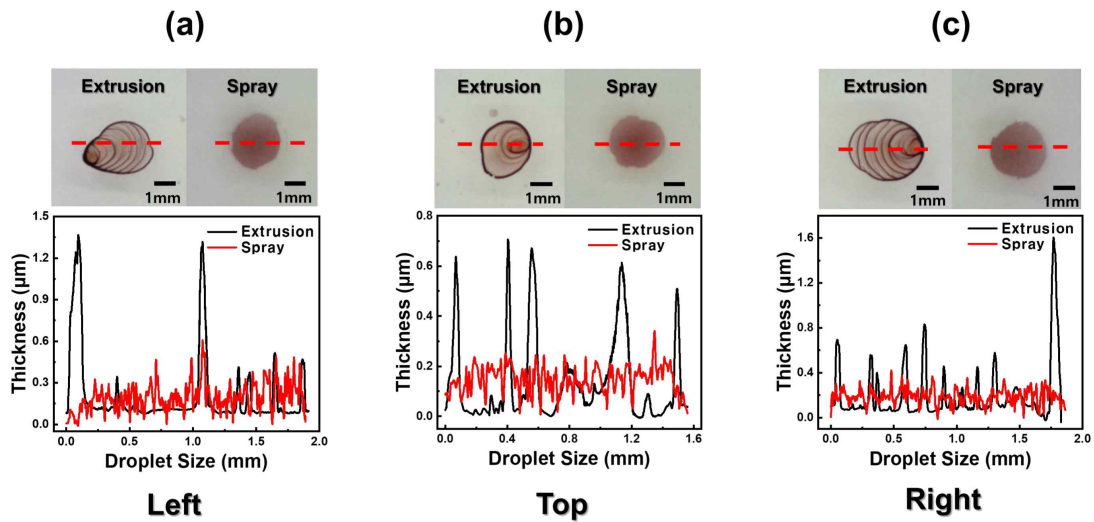 (a)
(b)
(c)
Extrusion
Spray
1mm
1mm
Extrusion
Spray
1mm
1mm
Extrusion
Spray
1mm
1mm
Thickness (μm)
1.5
1.2
0.9
0.6
0.3
0.0
Extrusion
Spray
0.0
0.5
1.0
1.5
2.0
Droplet Size (mm)
Thickness (μm)
0.8
0.6
0.4
0.2
0.0
Extrusion
Spray
0.0
0.4
0.8
1.2
1.6
Droplet Size (mm)
Thickness (μm)
1.6
1.2
0.8
0.4
0.0
Extrusion
Spray
0.0
0.5
1.0
1.5
2.0
Droplet Size (mm)
Left
Top
Right